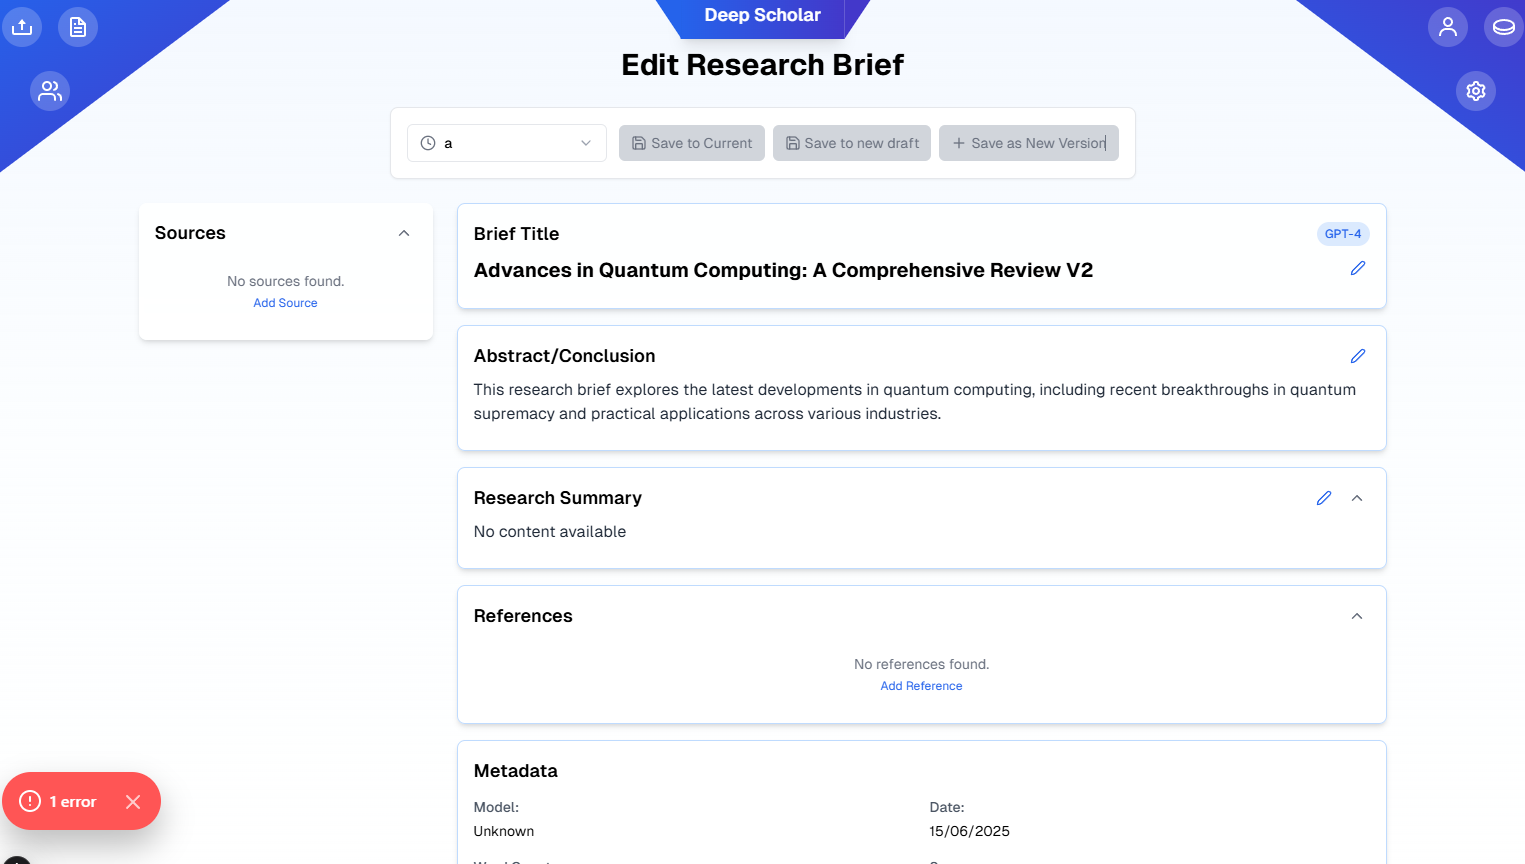 Deep Scholar
Edit Research Brief
a
Save to Current
Save to new draft
Save as New Version
Sources
No sources found.
Add Source
Brief Title
GPT-4
Advances in Quantum Computing: A Comprehensive Review V2
Abstract/Conclusion
This research brief explores the latest developments in quantum computing, including recent breakthroughs in quantum
supremacy and practical applications across various industries.
Research Summary
No content available
References
No references found.
Add Reference
Metadata
Model:
Date:
Unknown
15/06/2025
1 error